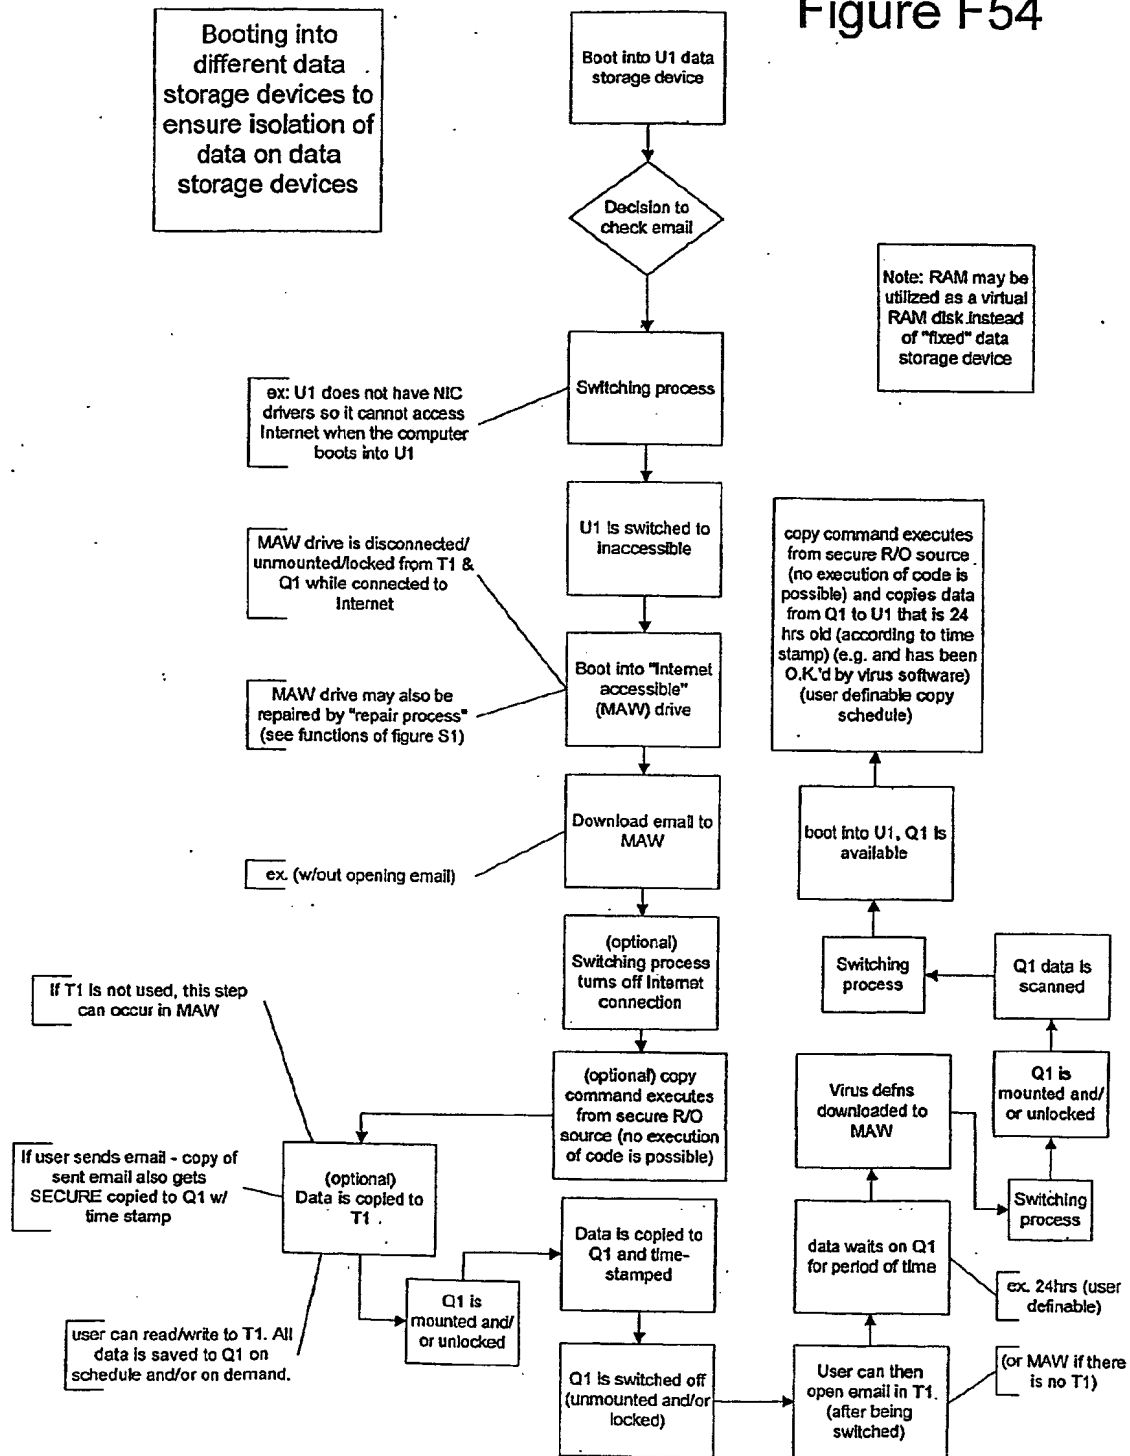 Figure F54
Booting into
different data
storage devices to
ensure isolation of
data on data
storage devices
Boot into U1 data
storage device
Decision to
check email
Note: RAM may be
utilized as a virtual
RAM disk instead
of "fixed" data
storage device
Switching process
ex: U1 does not have NIC
drivers so it cannot access
Internet when the computer
boots into U1
U1 is switched to
inaccessible
MAW drive is disconnected/
unmounted/locked from T1 &
Q1 while connected to
Internet
Boot into "Internet
accessible"
(MAW) drive
MAW drive may also be
repaired by "repair process"
(see functions of figure S1)
Download email to
MAW
ex. (w/out opening email)
(optional)
Switching process
turns off Internet
connection
(optional) copy
command executes
from secure R/O
source (no execution
of code is possible)
If T1 is not used, this step
can occur in MAW
(optional)
Data is copied to
T1 .
If user sends email - copy of
sent email also gets
SECURE copied to Q1 w/
time stamp
user can read/write to T1. All
data is saved to Q1 on
schedule and/or on demand.
Q1 is
mounted and/
or unlocked
Data is copied to
Q1 and time-
stamped
Q1 is switched off
(unmounted and/or
locked)
User can then
open email in T1.
(after being
switched)
(or MAW if there
is no T1)
data waits on Q1
for period of time
ex. 24hrs (user
definable)
Virus defns
downloaded to
MAW
Switching
process
Q1 is
mounted and/
or unlocked
Q1 data is
scanned
Switching
process
boot into U1, Q1 is
available
copy command executes
from secure R/O source
(no execution of code is
possible) and copies data
from Q1 to U1 that is 24
hrs old (according to time
stamp) (e.g. and has been
O.K.'d by virus software)
(user definable copy
schedule)